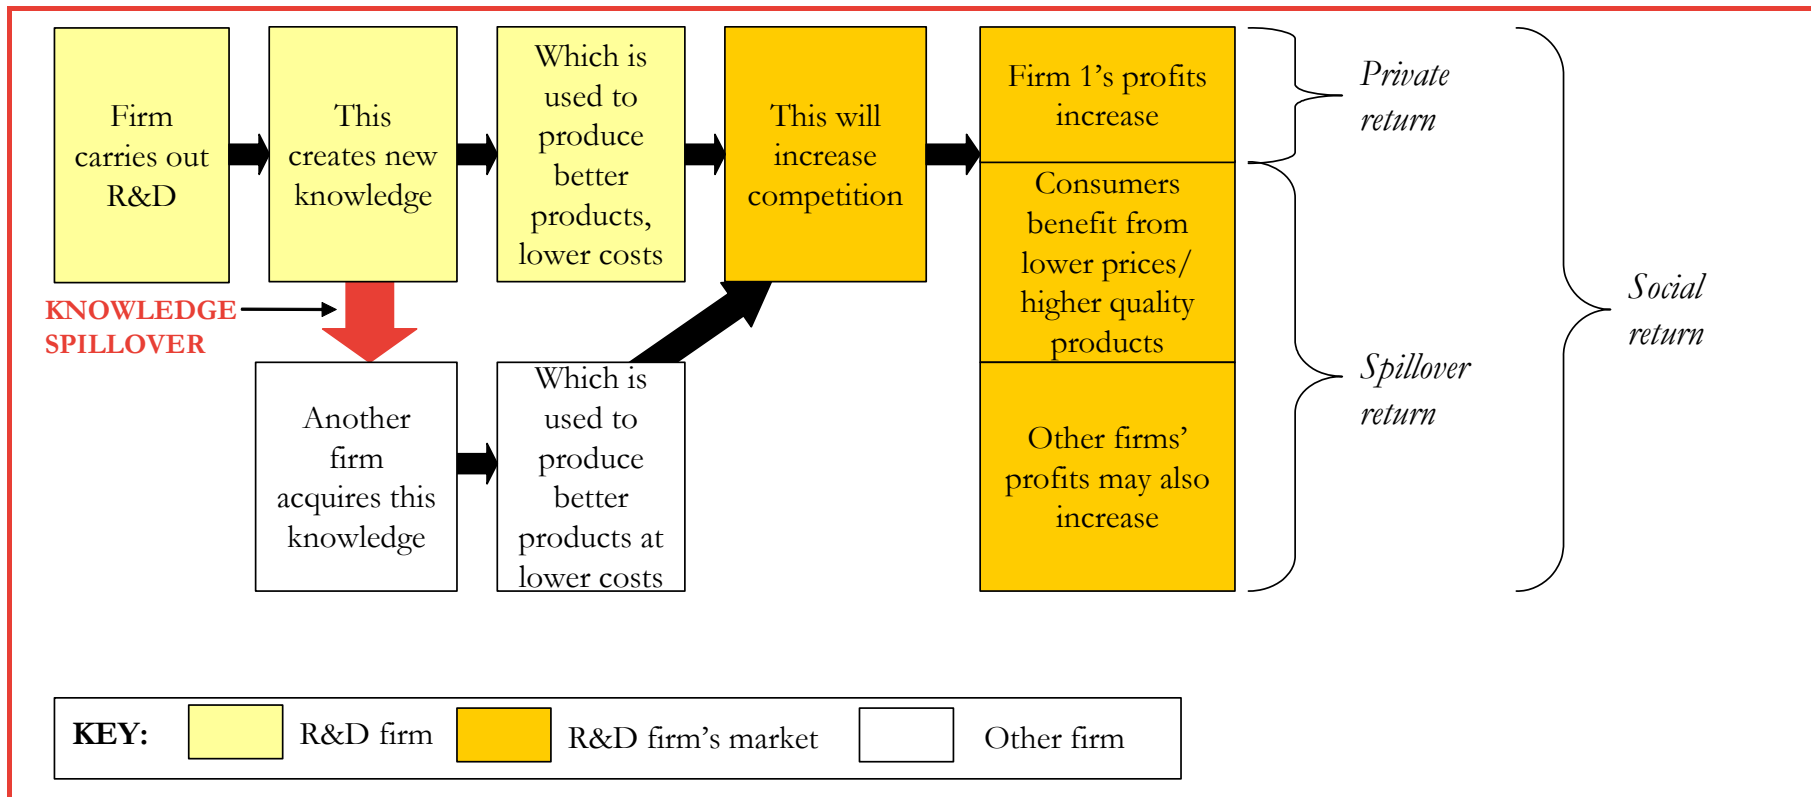 Firm
carries out
R&D
This
creates new
knowledge
Which is
used to
produce
better
products,
lower costs
This will
increase
competition
Firm 1’s profits
increase
Consumers
benefit from
lower prices/
higher quality
products
Other firms’
profits may also
increase
Private
return
Spillover
return
Social
return
KNOWLEDGE
SPILLOVER
Another
firm
acquires this
knowledge
Which is
used to
produce
better
products at
lower costs
KEY:
R&D firm
R&D firm’s market
Other firm